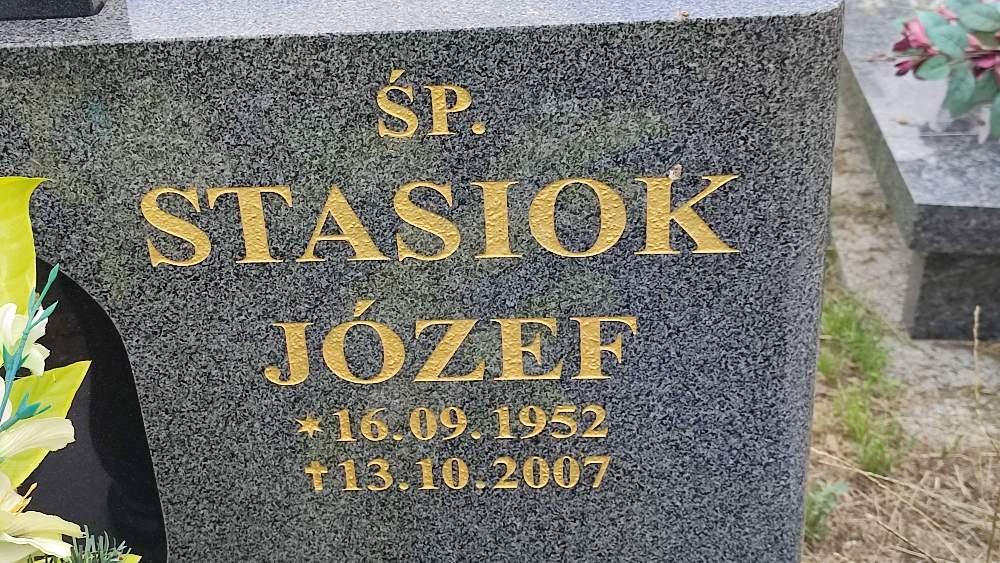 ŚP.
STASIOK
JÓZEF
* 16.09.1952
† 13.10.2007